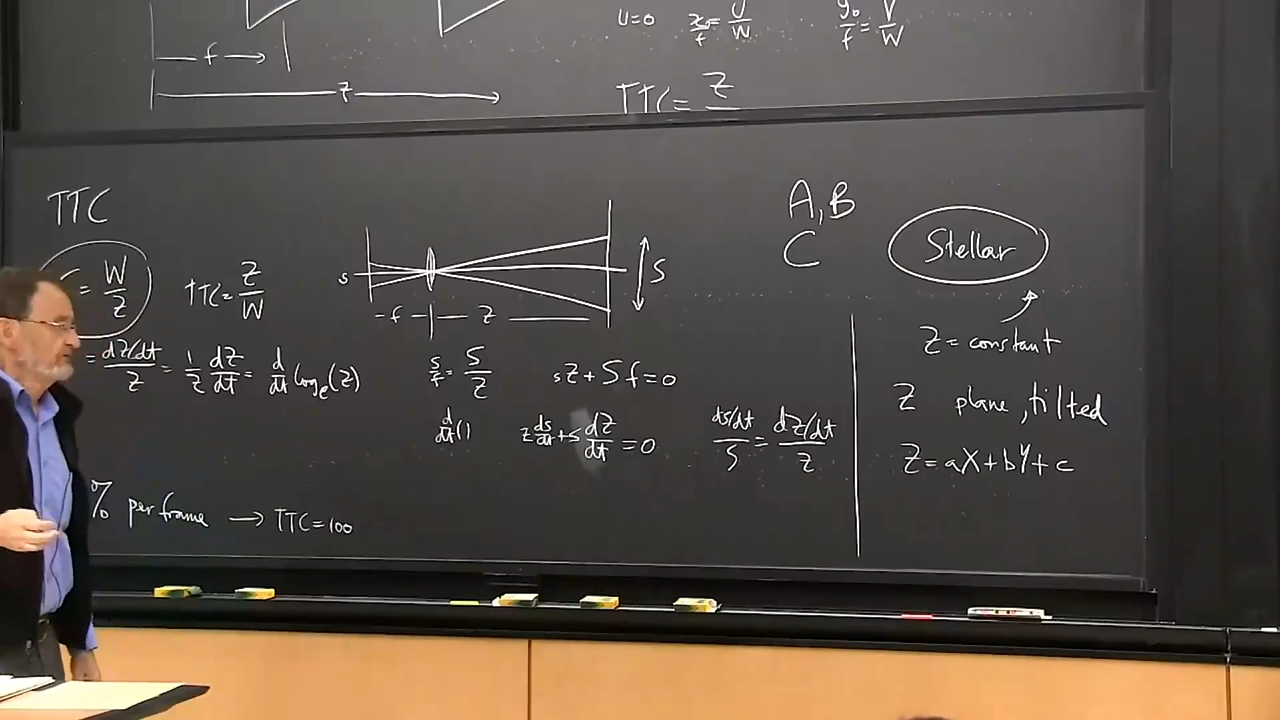 f
Z
U=0 x₀/f = U/W y₀/f = V/W
TTC = Z
TTC
= W/Z TTC = Z/W
s f Z S
A, B
C
Stellar
Z = constant
Z plane, tilted
Z = aX + bY + c
= dZ/dt / Z = 1/Z dZ/dt = d/dt logₑ(Z)
s/f = S/Z sZ + Sf = 0
d/dt ( ) Z ds/dt + s dZ/dt = 0 ds/dt / s = dZ/dt / Z
% per frame → TTC = 100